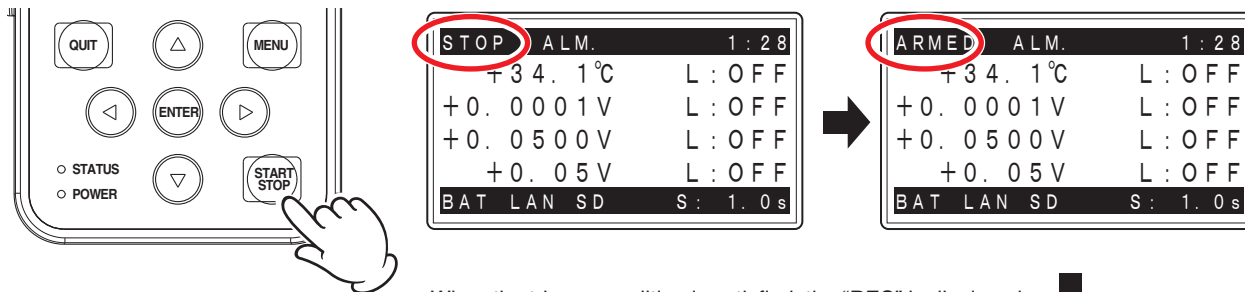 QUIT
MENU
ENTER
STATUS
POWER
START
STOP
STOP ALM. 1:28
+34. 1℃ L:OFF
+0. 0001V L:OFF
+0. 0500V L:OFF
+0. 05V L:OFF
BAT LAN SD S: 1. 0s
ARMED ALM. 1:28
+34. 1℃ L:OFF
+0. 0001V L:OFF
+0. 0500V L:OFF
+0. 05V L:OFF
BAT LAN SD S: 1. 0s